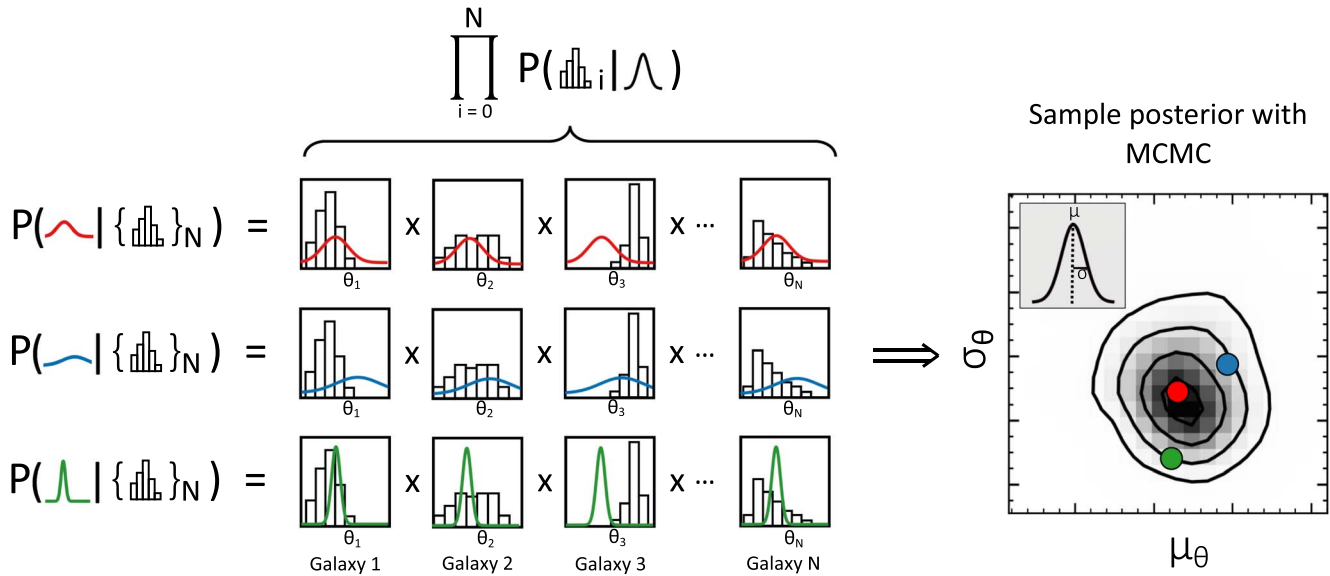 N
∏ P( i | )
i = 0
Sample posterior with
MCMC
P( | { }N ) = x x x ...
θ1 θ2 θ3 θN
P( | { }N ) = x x x ...
θ1 θ2 θ3 θN
P( | { }N ) = x x x ...
θ1 θ2 θ3 θN
Galaxy 1 Galaxy 2 Galaxy 3 Galaxy N
⟹
μ
σ
σθ
μθ